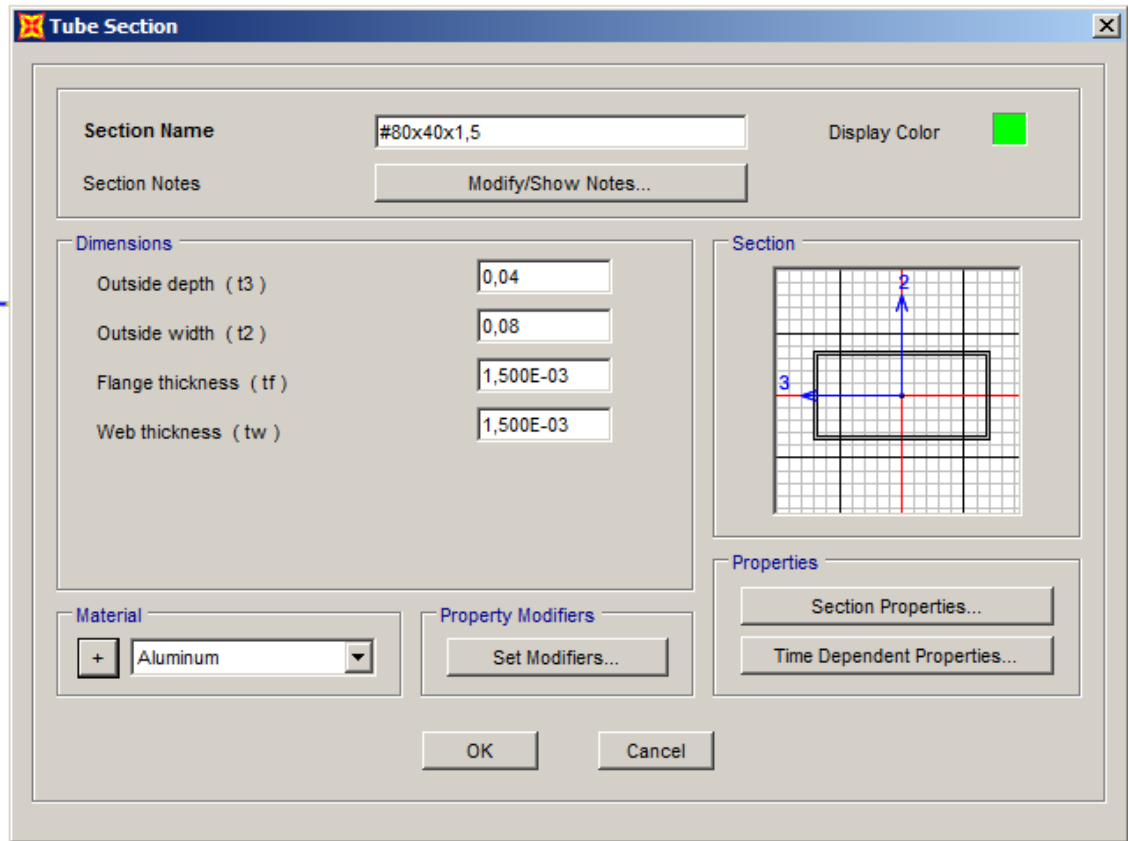 Tube Section
Section Name #80x40x1,5 Display Color
Section Notes Modify/Show Notes...
Dimensions
Outside depth ( t3 ) 0,04
Outside width ( t2 ) 0,08
Flange thickness ( tf ) 1,500E-03
Web thickness ( tw ) 1,500E-03
Section
2
3
Properties
Section Properties...
Time Dependent Properties...
Material
+ Aluminum
Property Modifiers
Set Modifiers...
OK Cancel